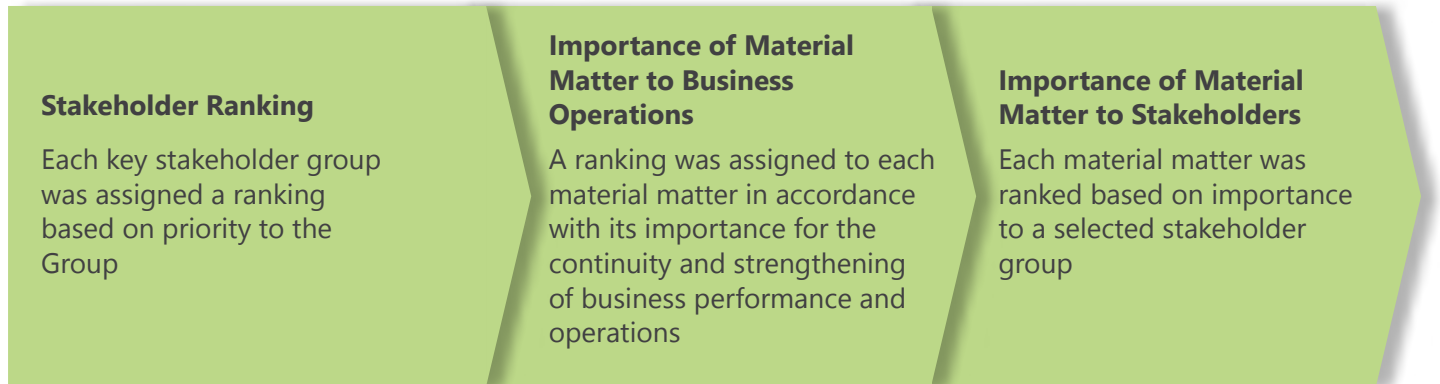 Stakeholder Ranking
Each key stakeholder group
was assigned a ranking
based on priority to the
Group
Importance of Material
Matter to Business
Operations
A ranking was assigned to each
material matter in accordance
with its importance for the
continuity and strengthening
of business performance and
operations
Importance of Material
Matter to Stakeholders
Each material matter was
ranked based on importance
to a selected stakeholder
group